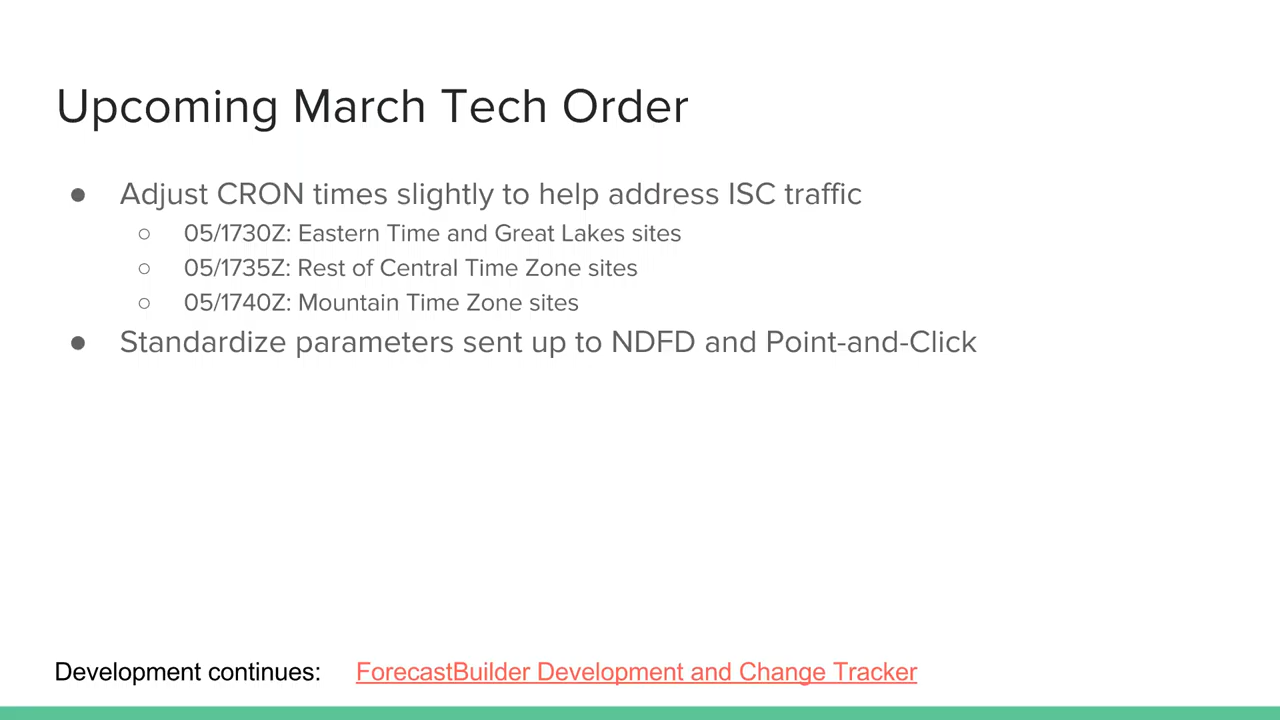 Upcoming March Tech Order
● Adjust CRON times slightly to help address ISC traffic
○ 05/1730Z: Eastern Time and Great Lakes sites
○ 05/1735Z: Rest of Central Time Zone sites
○ 05/1740Z: Mountain Time Zone sites
● Standardize parameters sent up to NDFD and Point-and-Click
Development continues: ForecastBuilder Development and Change Tracker